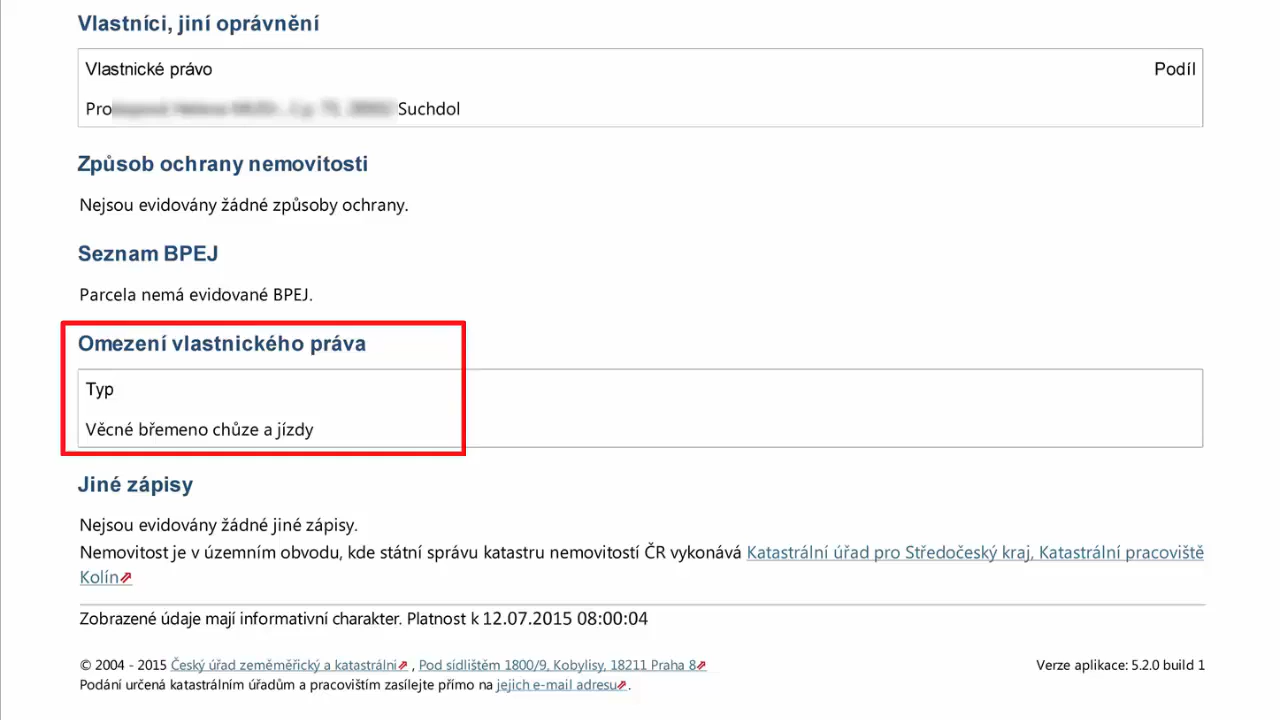 Vlastníci, jiní oprávnění
Vlastnické právo Podíl
Suchdol
Způsob ochrany nemovitosti
Nejsou evidovány žádné způsoby ochrany.
Seznam BPEJ
Parcela nemá evidované BPEJ.
Omezení vlastnického práva
Typ
Věcné břemeno chůze a jízdy
Jiné zápisy
Nejsou evidovány žádné jiné zápisy.
Nemovitost je v územním obvodu, kde státní správu katastru nemovitostí ČR vykonává Katastrální úřad pro Středočeský kraj, Katastrální pracoviště
Kolín
Zobrazené údaje mají informativní charakter. Platnost k 12.07.2015 08:00:04
© 2004 - 2015 Český úřad zeměměřický a katastrální , Pod sídlištěm 1800/9, Kobylisy, 18211 Praha 8 Verze aplikace: 5.2.0 build 1
Podání určená katastrálním úřadům a pracovištím zasílejte přímo na jejich e-mail adresu.